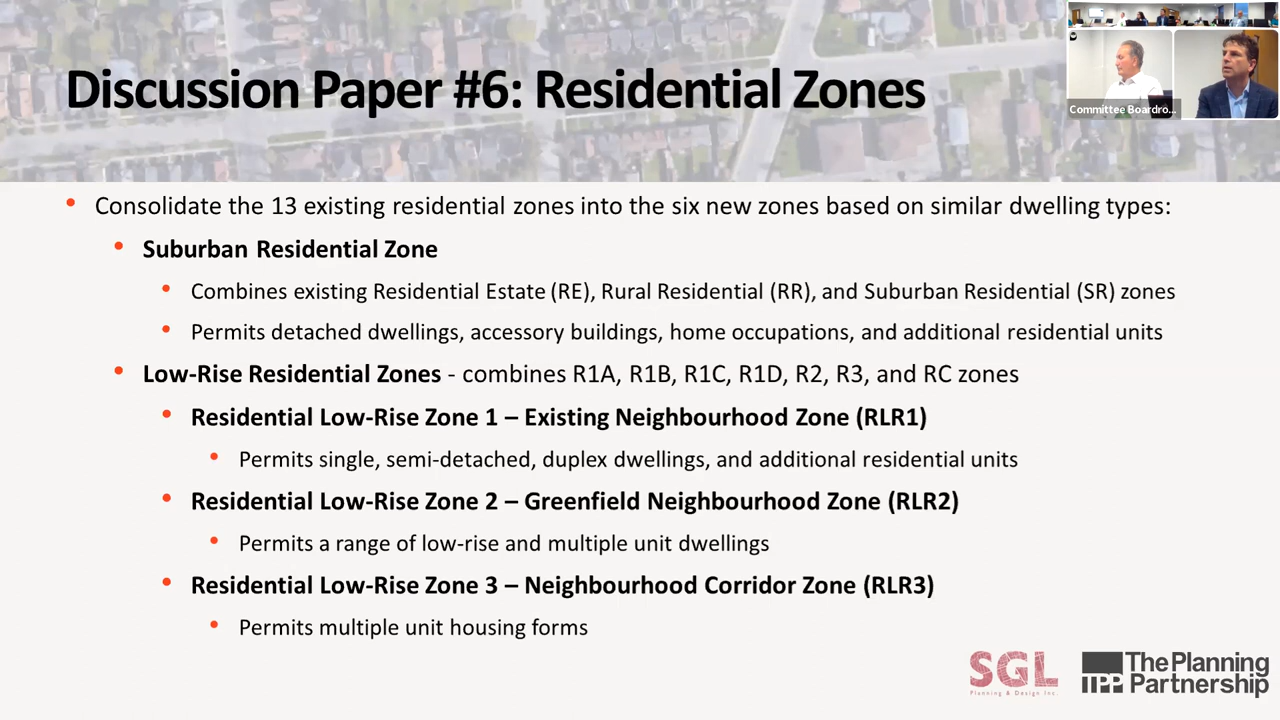 Discussion Paper #6: Residential Zones
Committee Boardro...
• Consolidate the 13 existing residential zones into the six new zones based on similar dwelling types:
• Suburban Residential Zone
• Combines existing Residential Estate (RE), Rural Residential (RR), and Suburban Residential (SR) zones
• Permits detached dwellings, accessory buildings, home occupations, and additional residential units
• Low-Rise Residential Zones - combines R1A, R1B, R1C, R1D, R2, R3, and RC zones
• Residential Low-Rise Zone 1 – Existing Neighbourhood Zone (RLR1)
• Permits single, semi-detached, duplex dwellings, and additional residential units
• Residential Low-Rise Zone 2 – Greenfield Neighbourhood Zone (RLR2)
• Permits a range of low-rise and multiple unit dwellings
• Residential Low-Rise Zone 3 – Neighbourhood Corridor Zone (RLR3)
• Permits multiple unit housing forms
SGL
Planning & Design Inc.
TPP
The Planning
Partnership